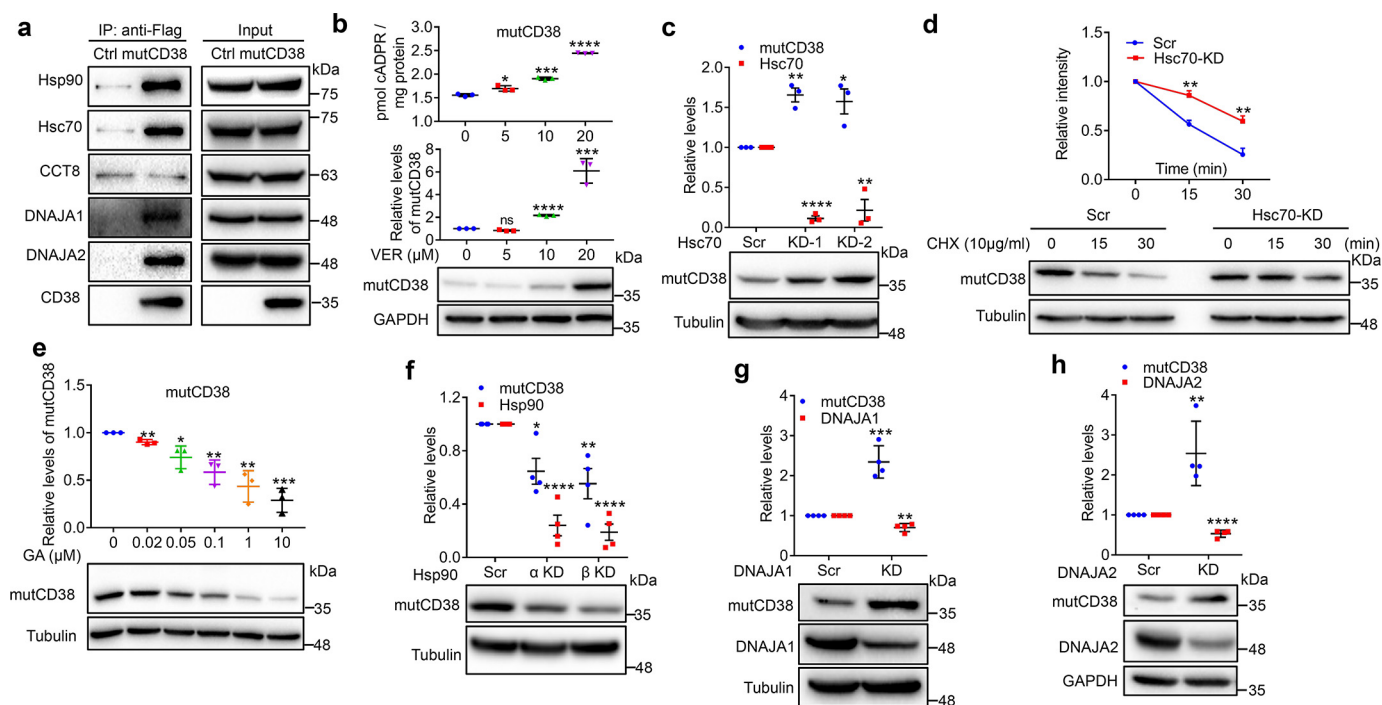 a
IP: anti-Flag
Input
Ctrl mutCD38
Ctrl mutCD38
kDa
Hsp90
75
75
Hsc70
CCT8
63
DNAJA1
48
DNAJA2
48
CD38
35
b
mutCD38
pmol cADPR /
mg protein
3.0
2.5
2.0
1.5
1.0
* *** ****
0 5 10 20
Relative levels
of mutCD38
8
6
4
2
0
ns **** ***
VER (μM)
0 5 10 20
kDa
mutCD38
35
GAPDH
35
c
mutCD38
Hsc70
Relative levels
2.0
1.5
1.0
0.5
0.0
** **** * **
Hsc70 Scr KD-1 KD-2
kDa
mutCD38
35
Tubulin
48
d
Scr
Hsc70-KD
Relative intensity
1.0
0.5
0.0
** **
Time (min)
0 15 30
Scr Hsc70-KD
CHX (10μg/ml) 0 15 30 0 15 30 (min)
KDa
mutCD38
35
Tubulin
48
e
mutCD38
Relative levels of mutCD38
1.5
1.0
0.5
0.0
** * ** ** ***
0 0.02 0.05 0.1 1 10
GA (μM)
kDa
mutCD38
35
Tubulin
48
f
mutCD38
Hsp90
Relative levels
1.2
0.8
0.4
0.0
* **** ** ****
Hsp90 Scr α KD β KD
kDa
mutCD38
35
Tubulin
48
g
mutCD38
DNAJA1
Relative levels
4
3
2
1
0
*** **
DNAJA1 Scr KD
kDa
mutCD38
35
DNAJA1
48
Tubulin
48
h
mutCD38
DNAJA2
Relative levels
4
3
2
1
0
** ****
DNAJA2 Scr KD
kDa
mutCD38
35
DNAJA2
48
GAPDH
35